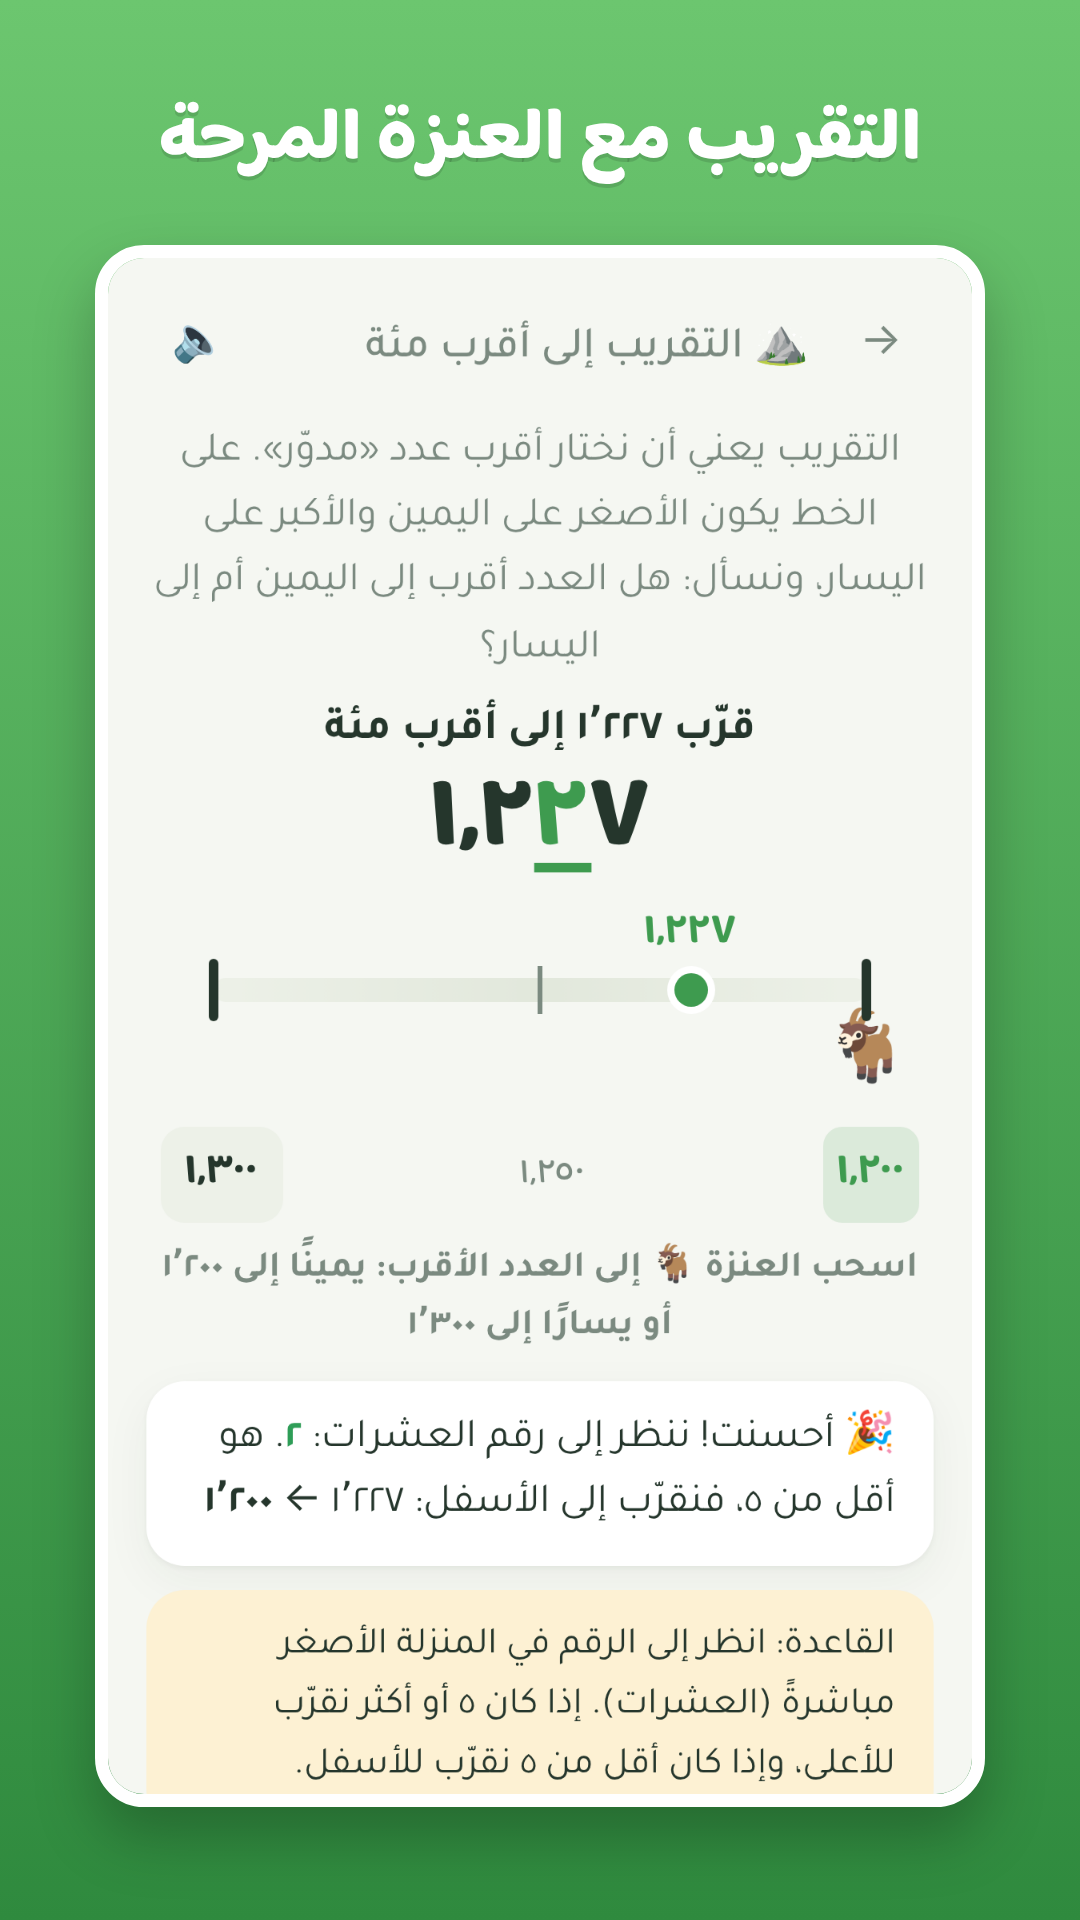 التقريب مع العنزة المرحة
→ ⛰️ التقريب إلى أقرب مئة 🔈
التقريب يعني أن نختار أقرب عدد «مدوّر». على
الخط يكون الأصغر على اليمين والأكبر على
اليسار، ونسأل: هل العدد أقرب إلى اليمين أم إلى
اليسار؟
قرّب ١٬٢٢٧ إلى أقرب مئة
١,٢٢٧
١,٢٢٧
١,٢٠٠
١,٢٥٠
١,٣٠٠
اسحب العنزة 🐐 إلى العدد الأقرب: يمينًا إلى ١٬٢٠٠
أو يسارًا إلى ١٬٣٠٠
🎉 أحسنت! ننظر إلى رقم العشرات: ٢. هو
أقل من ٥، فنقرّب إلى الأسفل: ١٬٢٢٧ ← ١٬٢٠٠
القاعدة: انظر إلى الرقم في المنزلة الأصغر
مباشرةً (العشرات). إذا كان ٥ أو أكثر نقرّب
للأعلى، وإذا كان أقل من ٥ نقرّب للأسفل.